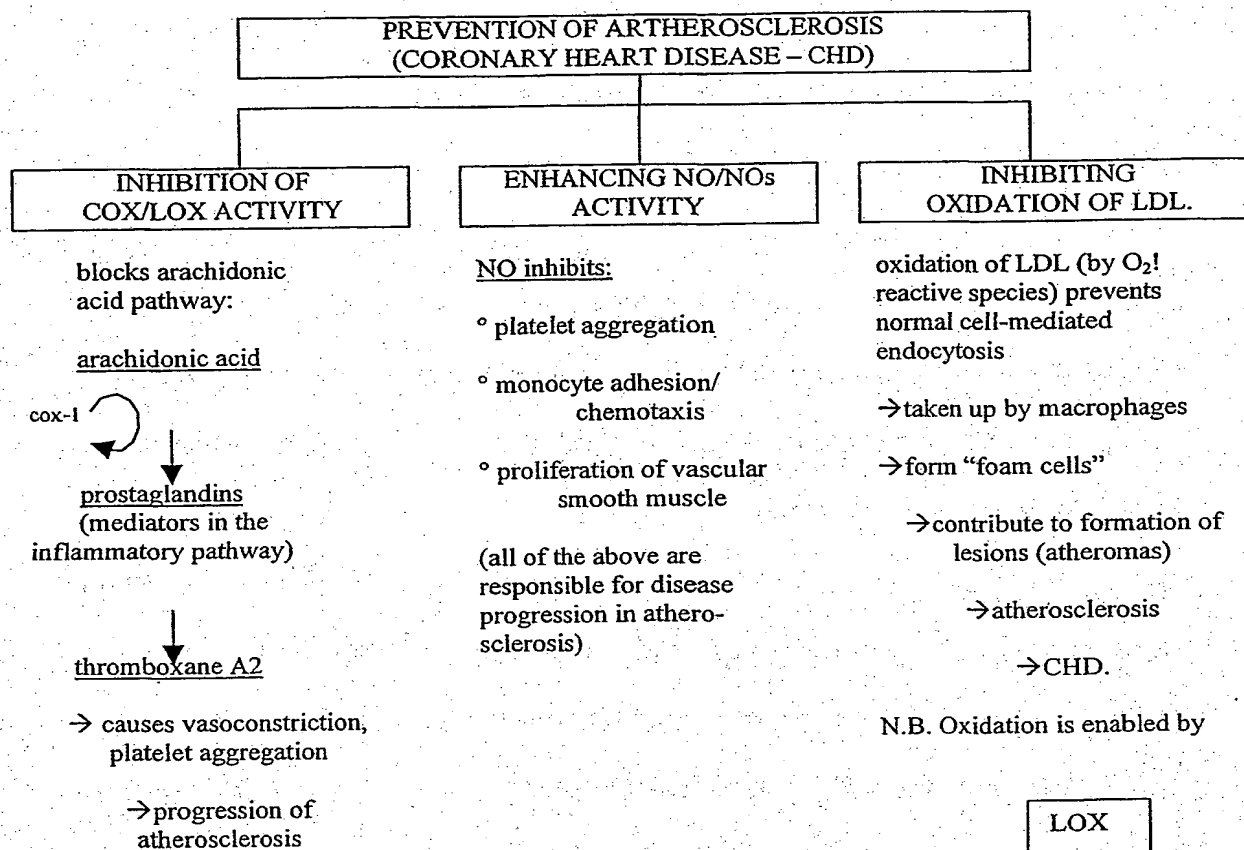 PREVENTION OF ARTHEROSCLEROSIS
(CORONARY HEART DISEASE – CHD)
INHIBITION OF
COX/LOX ACTIVITY
blocks arachidonic
acid pathway:
arachidonic acid
cox-1
prostaglandins
(mediators in the
inflammatory pathway)
thromboxane A2
→ causes vasoconstriction,
platelet aggregation
→progression of
atherosclerosis
ENHANCING NO/NOs
ACTIVITY
NO inhibits:
° platelet aggregation
° monocyte adhesion/
chemotaxis
° proliferation of vascular
smooth muscle
(all of the above are
responsible for disease
progression in athero-
sclerosis)
INHIBITING
OXIDATION OF LDL.
oxidation of LDL (by O₂!
reactive species) prevents
normal cell-mediated
endocytosis
→taken up by macrophages
→form “foam cells”
→contribute to formation of
lesions (atheromas)
→atherosclerosis
→CHD.
N.B. Oxidation is enabled by
LOX